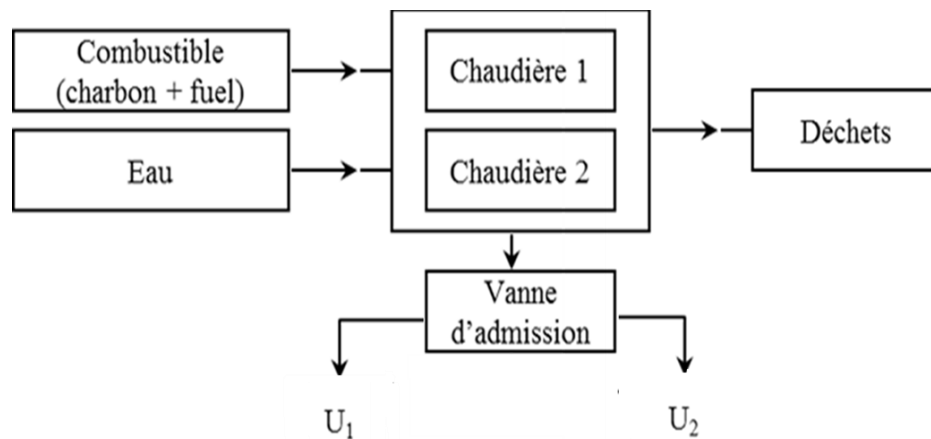 Combustible
(charbon + fuel)
Eau
Chaudière 1
Chaudière 2
Déchets
Vanne
d’admission
U₁
U₂